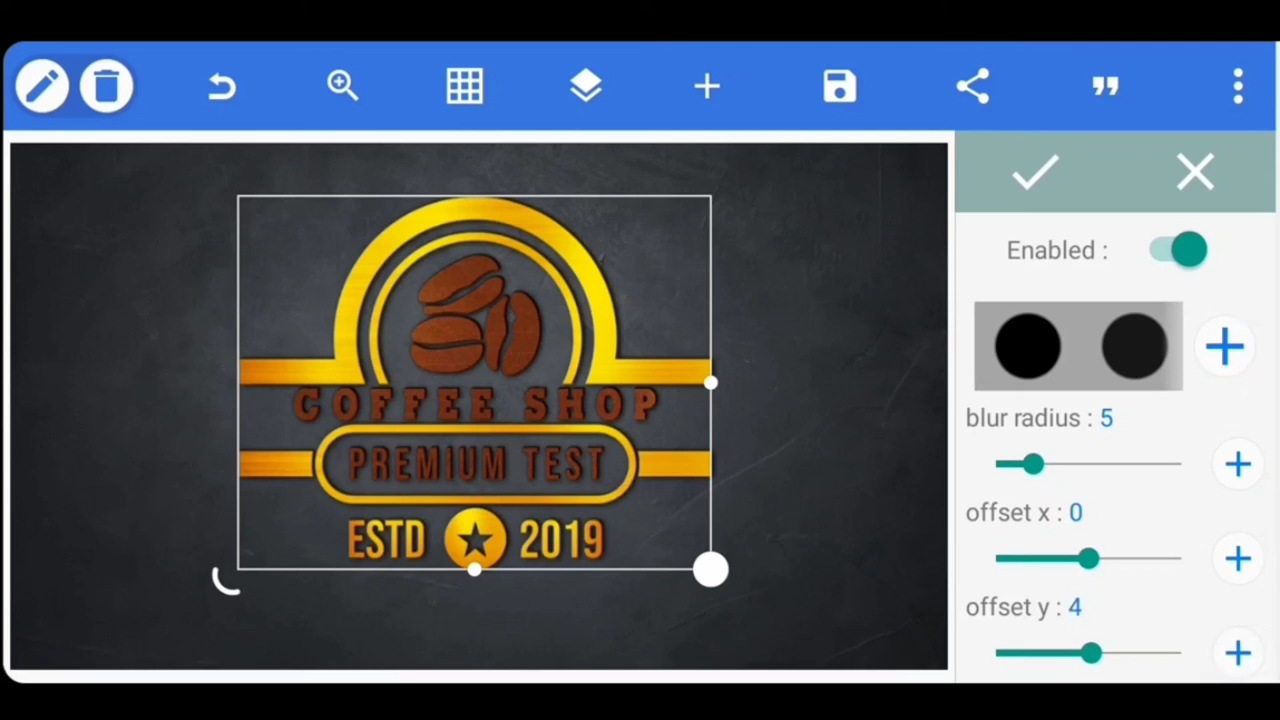 Enabled :
blur radius : 5
offset x : 0
offset y : 4
COFFEE SHOP
PREMIUM TEST
ESTD 2019